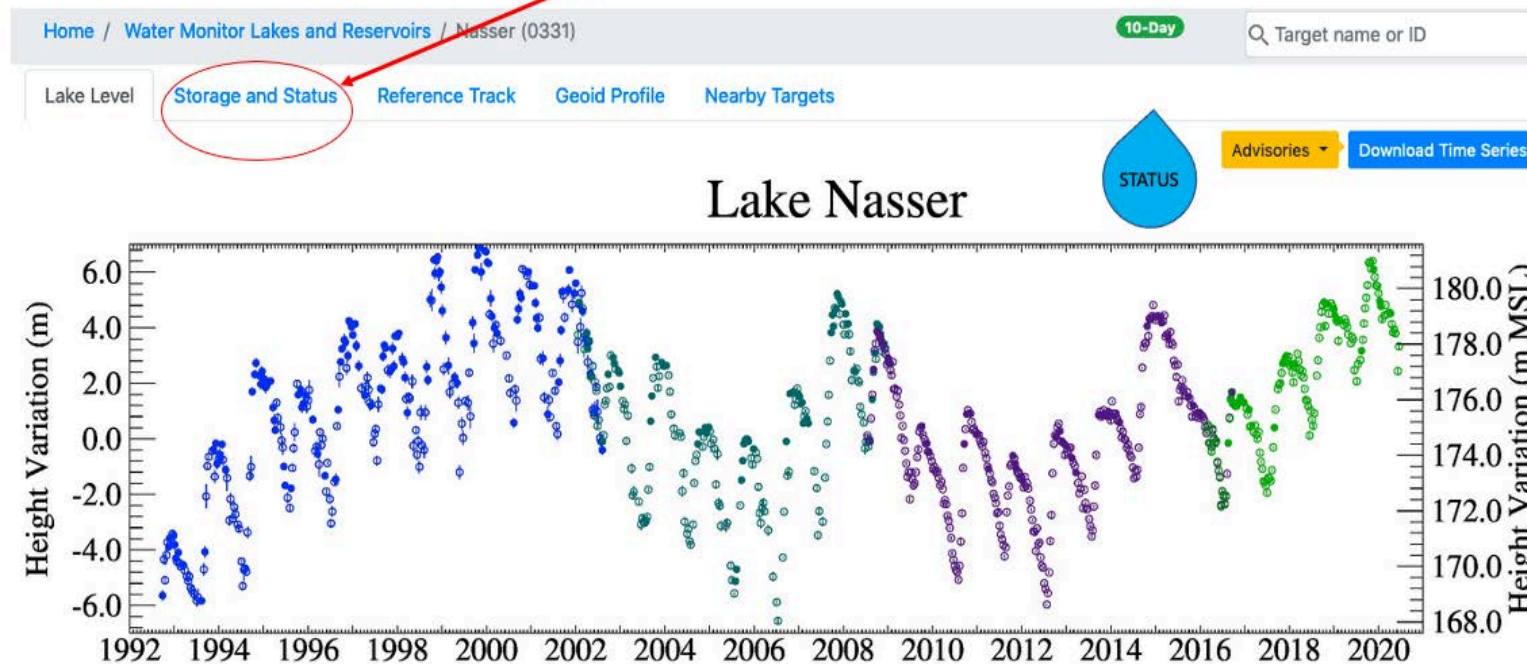 Home / Water Monitor Lakes and Reservoirs / Nasser (0331)
10-Day
Target name or ID
Lake Level
Storage and Status
Reference Track
Geoid Profile
Nearby Targets
Advisories
Download Time Series
STATUS
Lake Nasser
Height Variation (m)
6.0
4.0
2.0
0.0
-2.0
-4.0
-6.0
180.0
178.0
176.0
174.0
172.0
170.0
168.0
Height Variation (m MSL)
1992 1994 1996 1998 2000 2002 2004 2006 2008 2010 2012 2014 2016 2018 2020